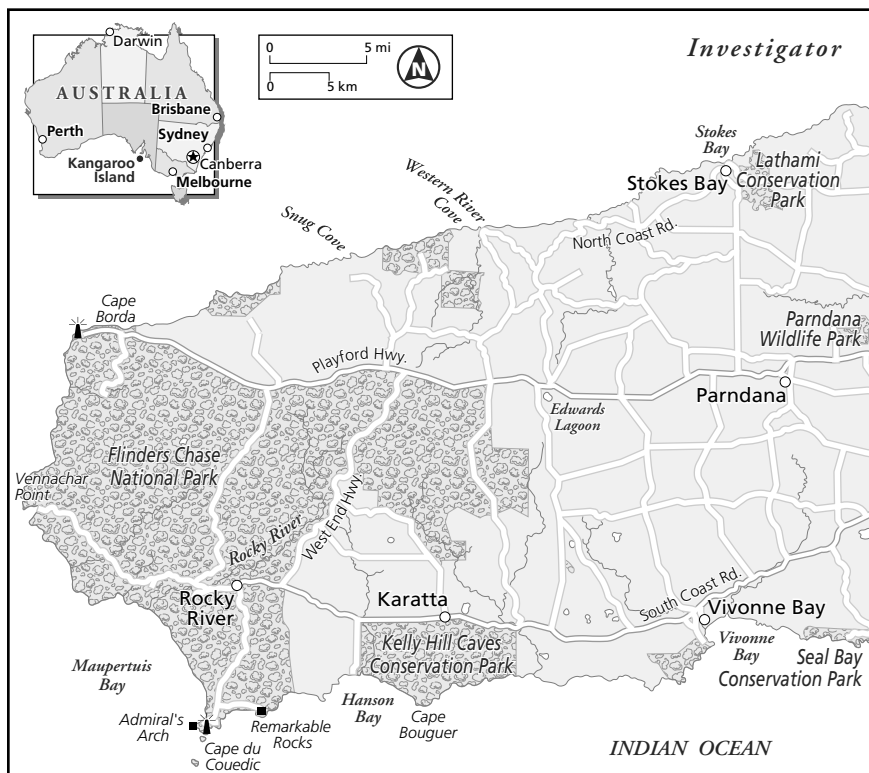 Darwin
AUSTRALIA
Brisbane
Perth
Sydney
Canberra
Kangaroo
Island
Melbourne
0 5 mi
0 5 km
N
Investigator
Stokes
Bay
Stokes Bay
Lathami
Conservation
Park
Western River
Cove
Snug Cove
North Coast Rd.
Cape
Borda
Parndana
Wildlife Park
Playford Hwy.
Parndana
Edwards
Lagoon
Flinders Chase
National Park
Vennachar
Point
West End Hwy.
Rocky River
Rocky
River
Karatta
South Coast Rd.
Vivonne Bay
Kelly Hill Caves
Conservation Park
Vivonne
Bay
Seal Bay
Conservation Park
Maupertuis
Bay
Hanson
Bay
Cape
Bouguer
Admiral's
Arch
Remarkable
Rocks
Cape du
Couedic
INDIAN OCEAN